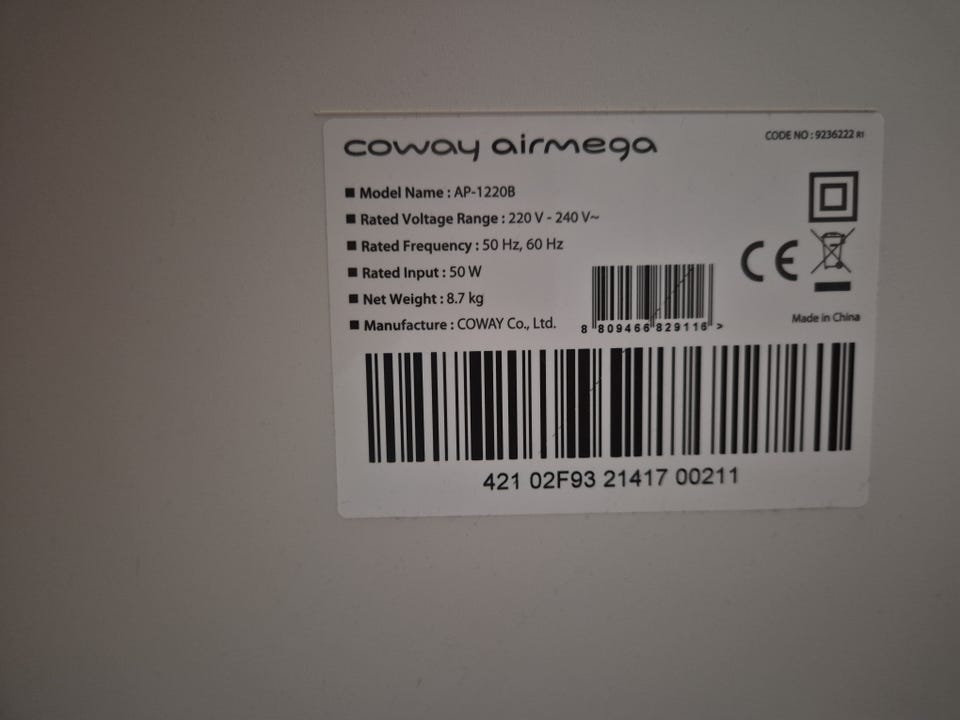 coway airmega
CODE NO : 9236222 R1
■ Model Name : AP-1220B
■ Rated Voltage Range : 220 V - 240 V~
■ Rated Frequency : 50 Hz, 60 Hz
■ Rated Input : 50 W
■ Net Weight : 8.7 kg
■ Manufacture : COWAY Co., Ltd.
8 809466 829116 >
CE
Made in China
421 02F93 21417 00211